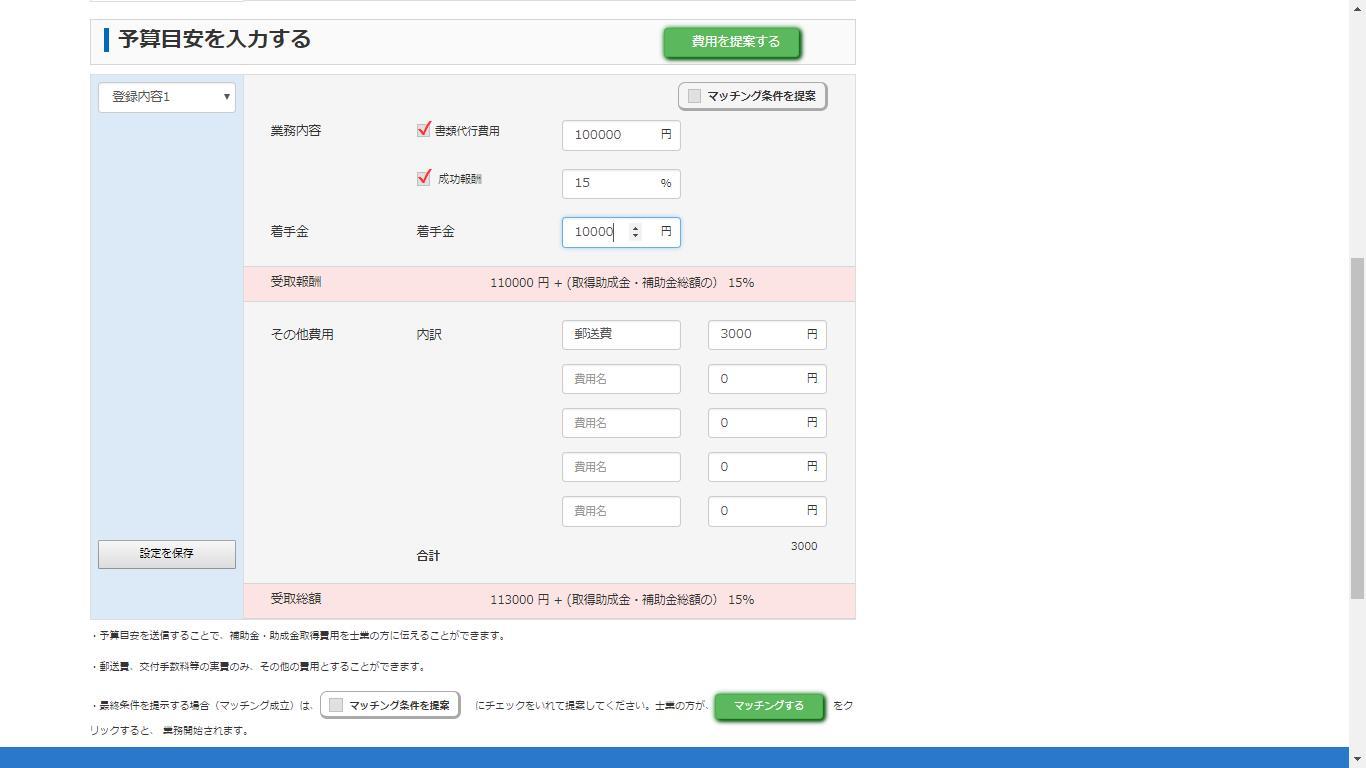 予算目安を入力する 費用を提案する
登録内容1 マッチング条件を提案
業務内容 書類代行費用 100000 円
成功報酬 15 %
着手金 着手金 10000 円
受取報酬 110000 円 + (取得助成金・補助金総額の) 15%
その他費用 内訳 郵送費 3000 円
費用名 0 円
費用名 0 円
費用名 0 円
費用名 0 円
設定を保存 合計 3000
受取総額 113000 円 + (取得助成金・補助金総額の) 15%
・予算目安を送信することで、補助金・助成金取得費用を士業の方に伝えることができます。
・郵送費、交付手数料等の実費のみ、その他の費用とすることができます。
・最終条件を提示する場合（マッチング成立）は、 マッチング条件を提案 にチェックをいれて提案してください。士業の方が、 マッチングする をク
リックすると、 業務開始されます。